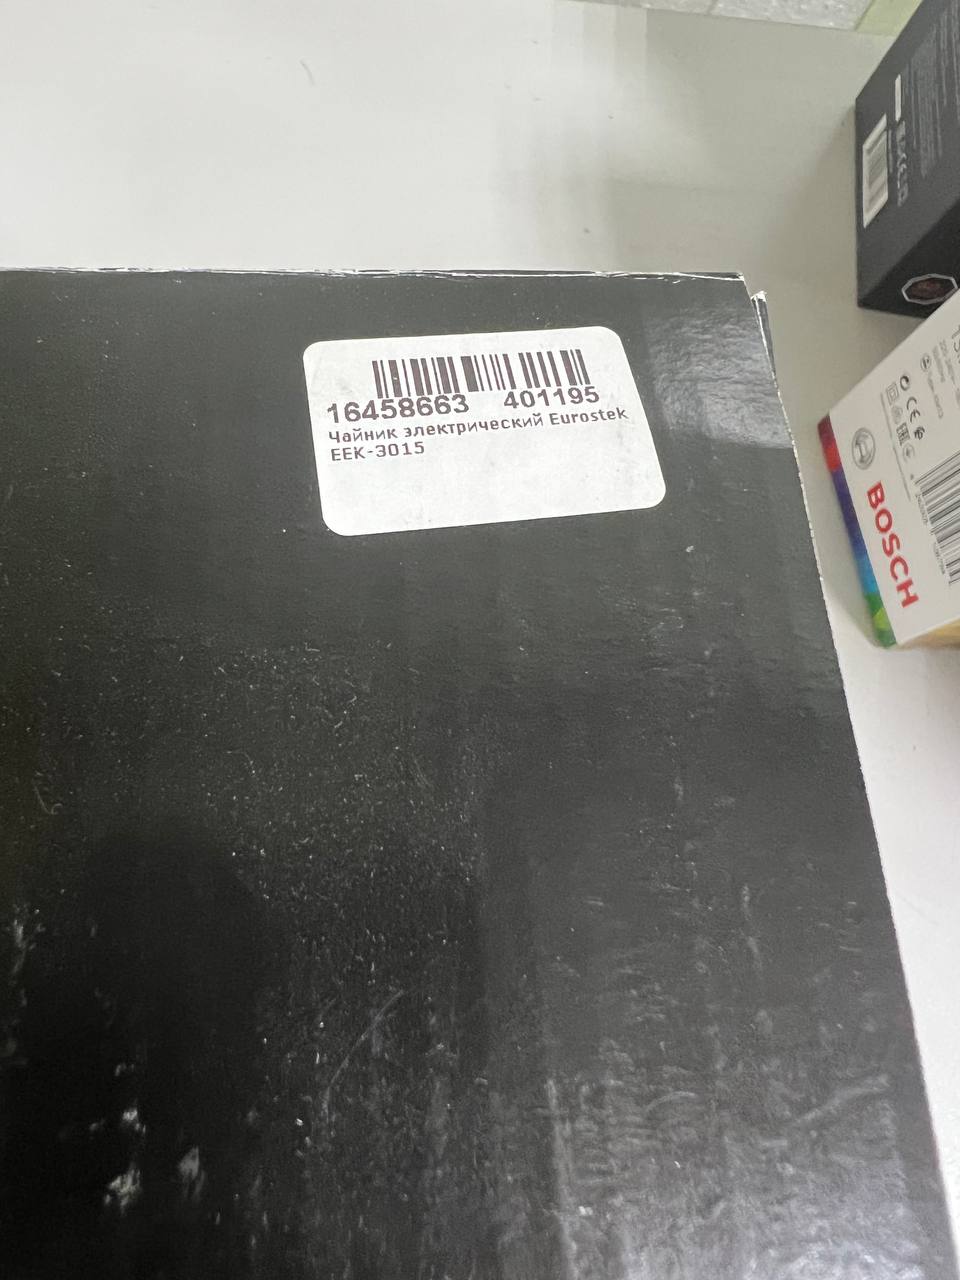 16458663 401195
Чайник электрический Eurostek
EEK-3015
BOSCH